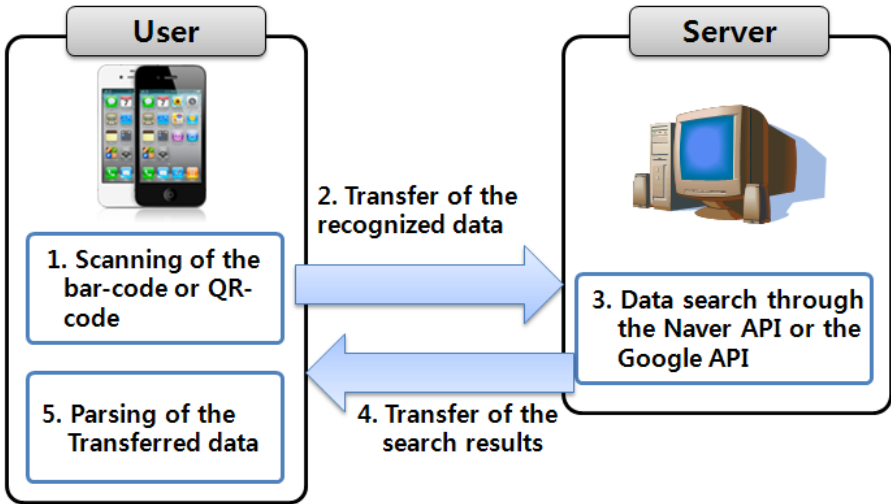 User
Server
2. Transfer of the
recognized data
1. Scanning of the
bar-code or QR-
code
3. Data search through
the Naver API or the
Google API
5. Parsing of the
Transferred data
4. Transfer of the
search results